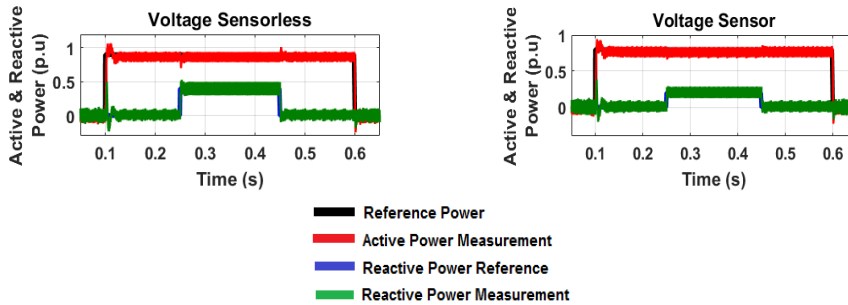 Voltage Sensorless
Active & Reactive
Power (p.u)
1
0.5
0
0.1 0.2 0.3 0.4 0.5 0.6
Time (s)
Voltage Sensor
Active & Reactive
Power (p.u)
1
0.5
0
0.1 0.2 0.3 0.4 0.5 0.6
Time (s)
Reference Power
Active Power Measurement
Reactive Power Reference
Reactive Power Measurement